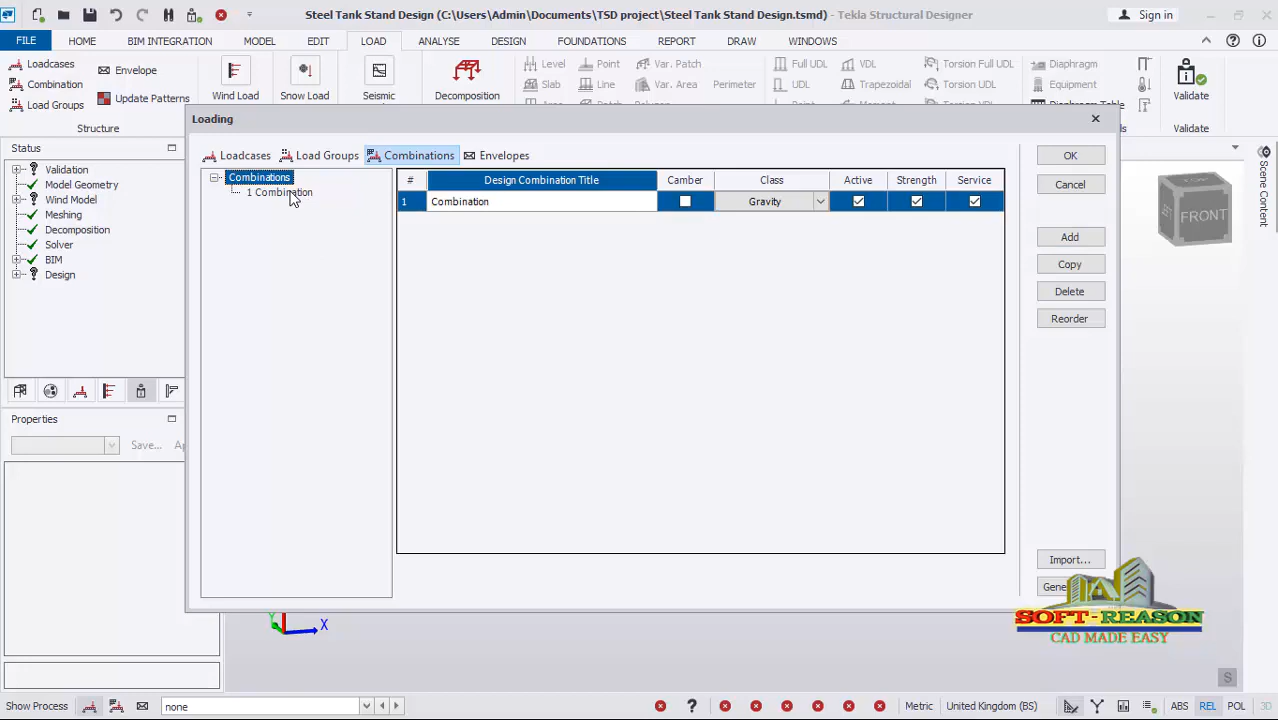 Steel Tank Stand Design (C:\Users\Admin\Documents\TSD project\Steel Tank Stand Design.tsmd) - Tekla Structural Designer
Sign in
FILE HOME BIM INTEGRATION MODEL EDIT LOAD ANALYSE DESIGN FOUNDATIONS REPORT DRAW WINDOWS
Loadcases
Combination
Load Groups
Envelope
Update Patterns
Structure
Wind Load
Snow Load
Seismic
Decomposition
Level
Slab
Point
Line
Var. Patch
Var. Area
Perimeter
Full UDL
UDL
VDL
Trapezoidal
Torsion Full UDL
Torsion UDL
Diaphragm
Equipment
Diaphragm Table
Validate
Validate
Status
Validation
Model Geometry
Wind Model
Meshing
Decomposition
Solver
BIM
Design
Properties
Save...
Loading
Loadcases Load Groups Combinations Envelopes
Combinations
1 Combination
# Design Combination Title Camber Class Active Strength Service
1 Combination Gravity
OK
Cancel
Add
Copy
Delete
Reorder
Import...
TOP
FRONT
Scene Content
SOFT-REASON
CAD MADE EASY
Y
X
S
Show Process
none
Metric United Kingdom (BS) ABS REL POL 3D